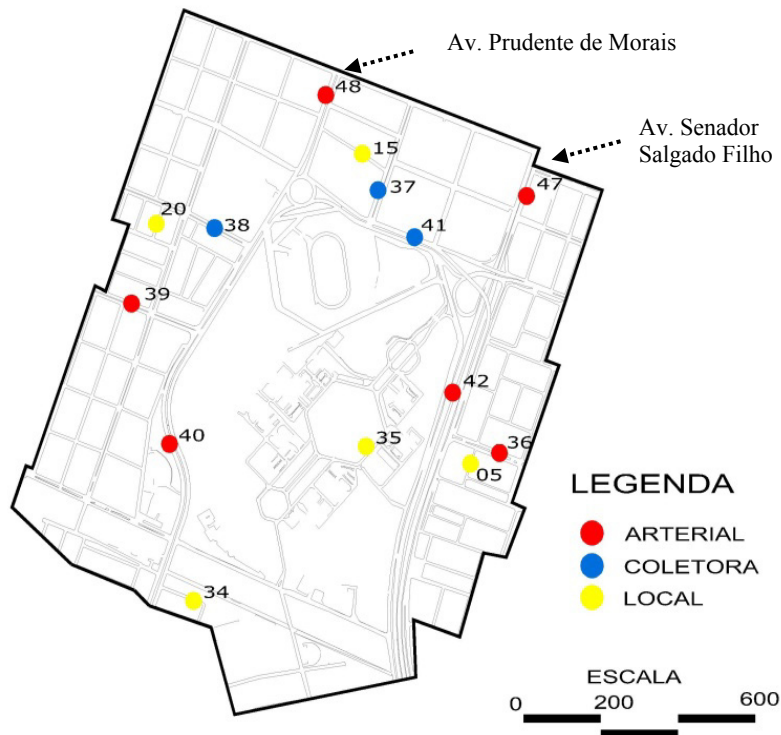 Av. Prudente de Morais
48
Av. Senador
Salgado Filho
15
47
37
20
38
41
39
42
40
35
36
05
LEGENDA
ARTERIAL
COLETORA
LOCAL
34
ESCALA
0 200 600